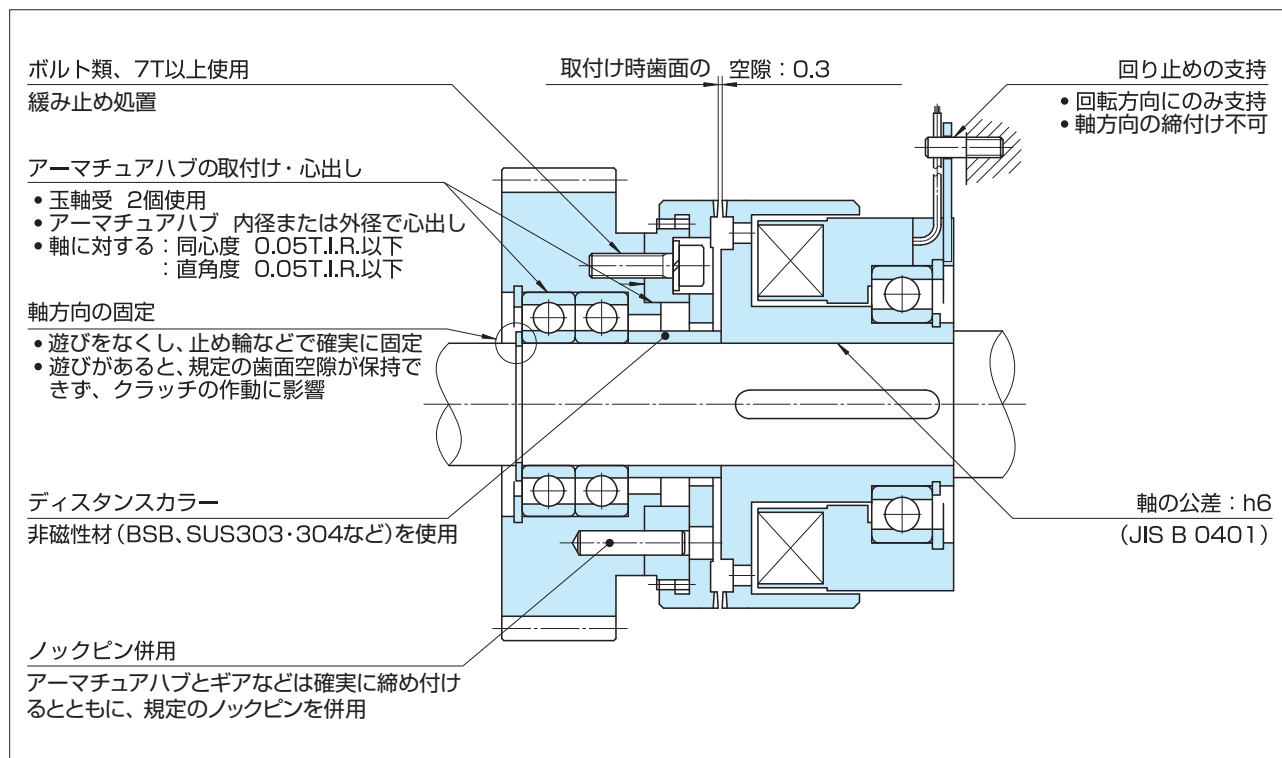 ボルト類、7T以上使用
緩み止め処置
取付け時歯面の 空隙：0.3
回り止めの支持
• 回転方向にのみ支持
• 軸方向の締付け不可
アーマチュアハブの取付け・心出し
• 玉軸受 2個使用
• アーマチュアハブ 内径または外径で心出し
• 軸に対する：同心度 0.05T.I.R.以下
：直角度 0.05T.I.R.以下
軸方向の固定
• 遊びをなくし、止め輪などで確実に固定
• 遊びがあると、規定の歯面空隙が保持で
きず、クラッチの作動に影響
ディスタンスカラー
非磁性材（BSB、SUS303・304など）を使用
軸の公差：h6
（JIS B 0401）
ノックピン併用
アーマチュアハブとギアなどは確実に締め付け
るとともに、規定のノックピンを併用